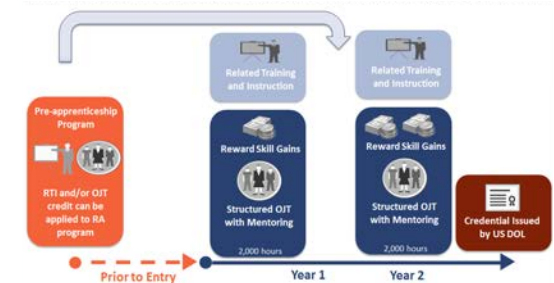 Pre-apprenticeship
Program
RTI and/or OJT
credit can be
applied to RA
program
Related Training
and Instruction
Reward Skill Gains
Structured OJT
with Mentoring
2,000 hours
Related Training
and Instruction
Reward Skill Gains
Structured OJT
with Mentoring
2,000 hours
Credential Issued
by US DOL
Prior to Entry
Year 1
Year 2